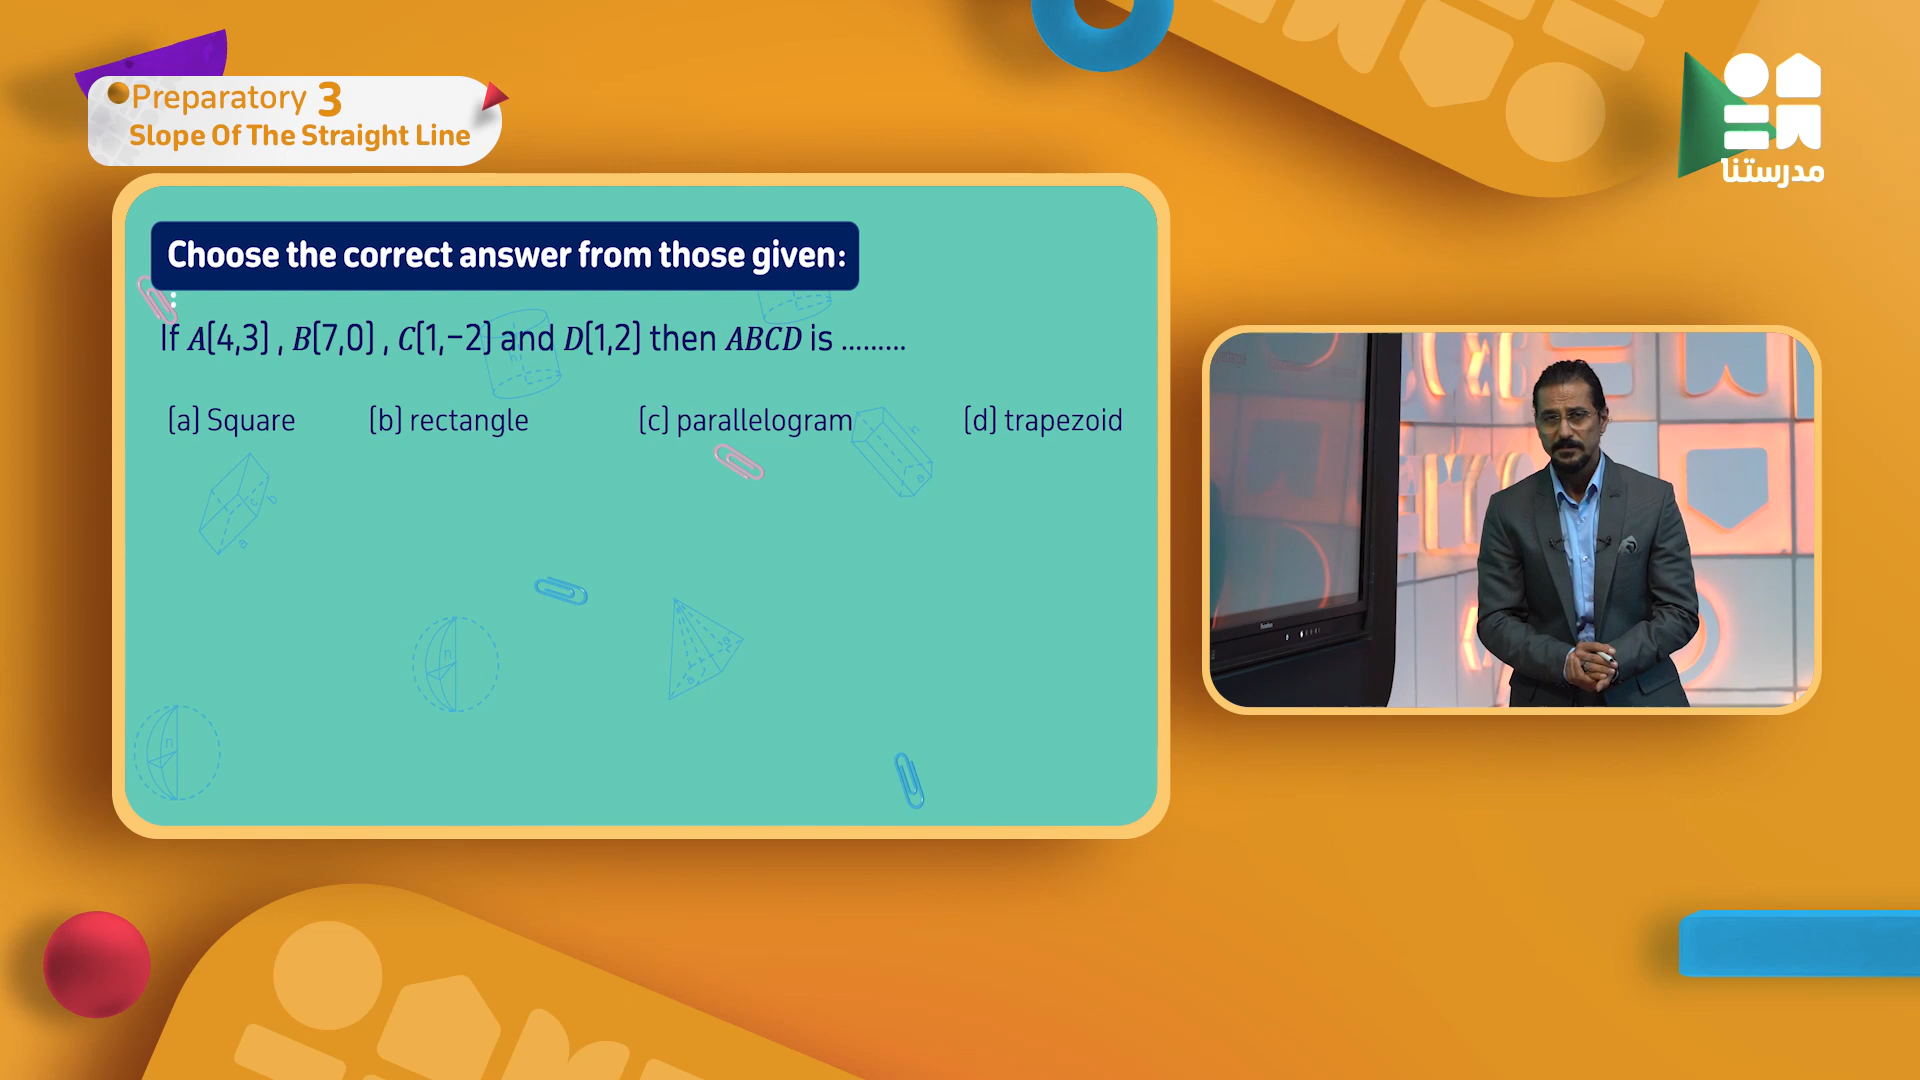 Preparatory 3
Slope Of The Straight Line
مدرستنا
Choose the correct answer from those given:
:
If A(4,3) , B(7,0) , C(1,−2) and D(1,2) then ABCD is .........
(a) Square (b) rectangle (c) parallelogram (d) trapezoid